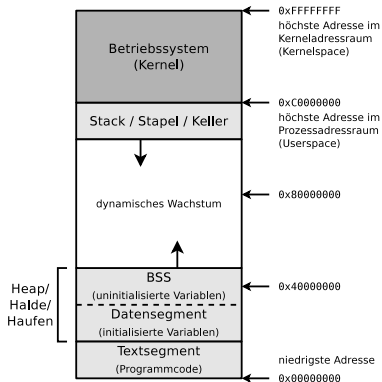 0xFFFFFFFF
höchste Adresse im
Kerneladressraum
(Kernelspace)
Betriebssystem
(Kernel)
0xC0000000
höchste Adresse im
Prozessadressraum
(Userspace)
Stack / Stapel / Keller
dynamisches Wachstum
0x80000000
Heap/
Halde/
Haufen
BSS
(uninitialisierte Variablen)
0x40000000
Datensegment
(initialisierte Variablen)
Textsegment
(Programmcode)
niedrigste Adresse
0x00000000